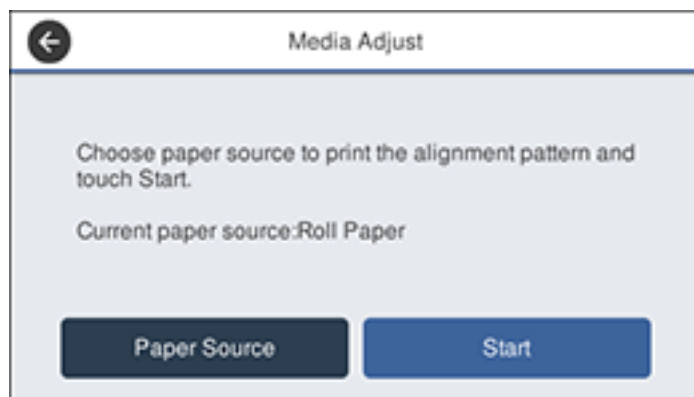 Media Adjust
Choose paper source to print the alignment pattern and
touch Start.
Current paper source:Roll Paper
Paper Source
Start